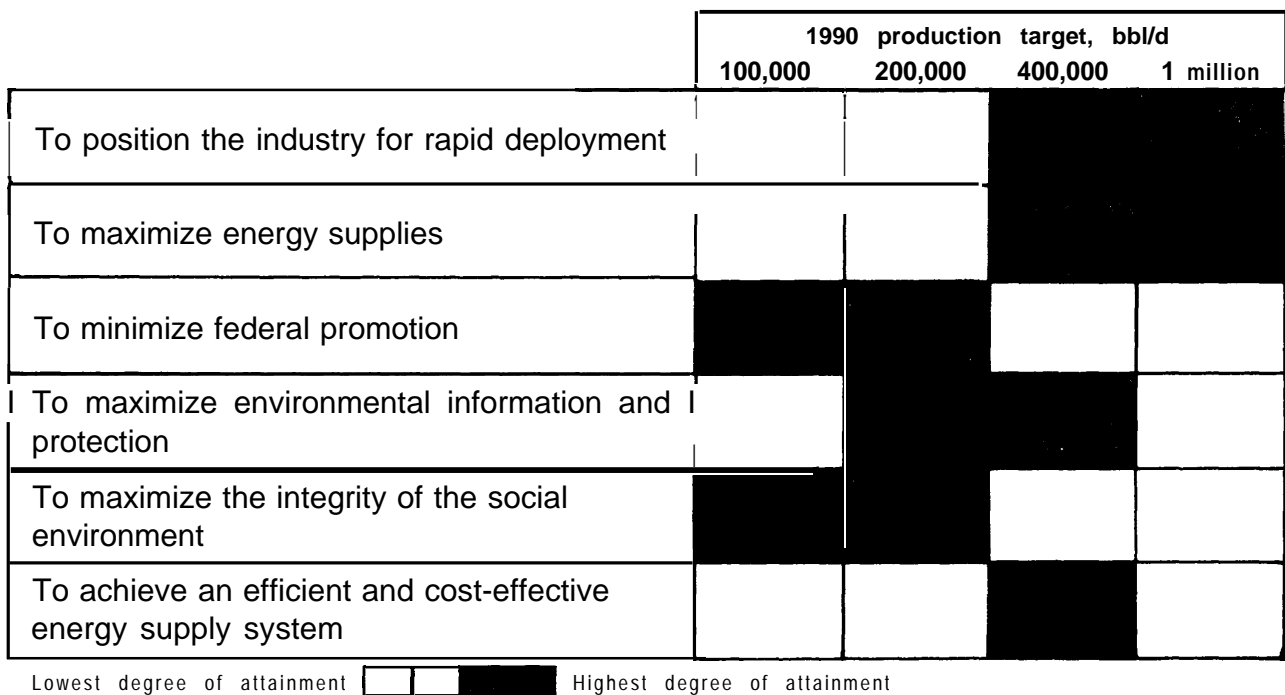 1990 production target, bbl/d
100,000 200,000 400,000 1 million
To position the industry for rapid deployment
To maximize energy supplies
To minimize federal promotion
To maximize environmental information and
protection
To maximize the integrity of the social
environment
To achieve an efficient and cost-effective
energy supply system
Lowest degree of attainment Highest degree of attainment